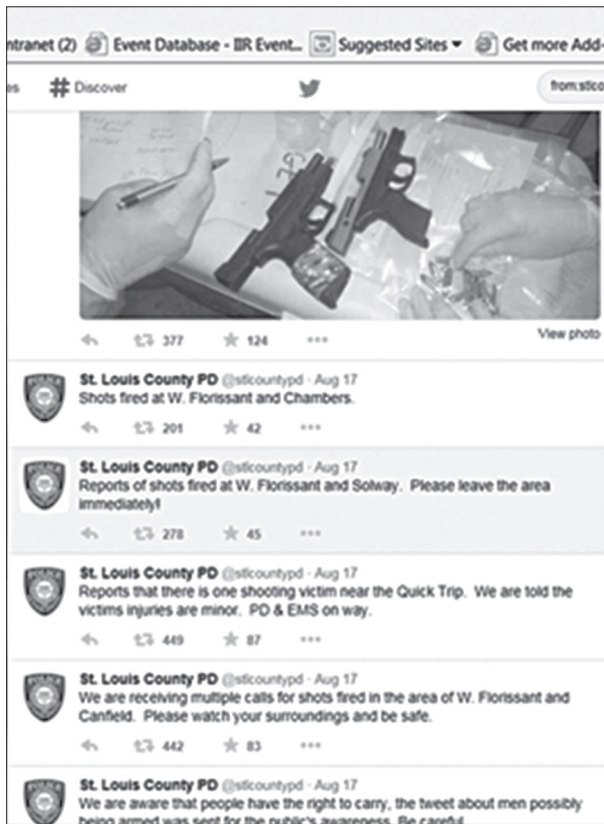 ntranet (2) Event Database - IIR Event... Suggested Sites Get more Add-
es # Discover from:stlco
View photo
377 124
St. Louis County PD @stlcountypd · Aug 17
Shots fired at W. Florissant and Chambers.
201 42
St. Louis County PD @stlcountypd · Aug 17
Reports of shots fired at W. Florissant and Solway. Please leave the area
immediately!
278 45
St. Louis County PD @stlcountypd · Aug 17
Reports that there is one shooting victim near the Quick Trip. We are told the
victims injuries are minor. PD & EMS on way.
449 87
St. Louis County PD @stlcountypd · Aug 17
We are receiving multiple calls for shots fired in the area of W. Florissant and
Canfield. Please watch your surroundings and be safe.
442 83
St. Louis County PD @stlcountypd · Aug 17
We are aware that people have the right to carry, the tweet about men possibly
being armed was sent for the public's awareness. Be careful